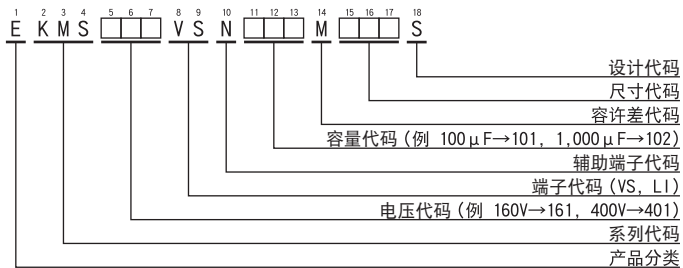 1 2 3 4 5 6 7 8 9 10 11 12 13 14 15 16 17 18
E KMS□□□ VS N □□□ M □□□ S
设计代码
尺寸代码
容许差代码
容量代码(例 100μF→101, 1,000μF→102)
辅助端子代码
端子代码(VS, LI)
电压代码(例 160V→161, 400V→401)
系列代码
产品分类